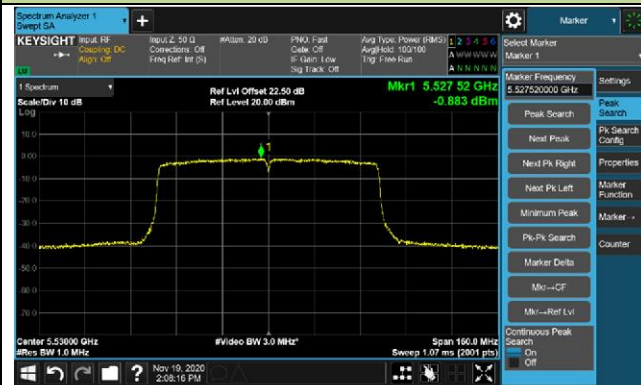 Spectrum Analyzer 1
Swept SA
Marker
KEYSIGHT
Input: RF
Coupling: DC
Align: Off
Input Z: 50 Ω
Corrections: Off
Freq Ref: Int (S)
#Atten: 20 dB
PNO: Fast
Gate: Off
IF Gain: Low
Sig Track: Off
Avg Type: Power (RMS)
Avg|Hold: 100/100
Trig: Free Run
1 2 3 4 5 6
A W W W W W
A N N N N N
Select Marker
Marker 1
1 Spectrum
Scale/Div 10 dB
Log
Ref Lvl Offset 22.50 dB
Ref Level 20.00 dBm
Mkr1 5.527 52 GHz
-0.883 dBm
Marker Frequency
5.527520000 GHz
Settings
Peak Search
Peak
Search
Next Peak
Pk Search
Config
Next Pk Right
Properties
Next Pk Left
Marker
Function
Minimum Peak
Marker→
Pk-Pk Search
Counter
Marker Delta
Mkr→CF
Mkr→Ref Lvl
Continuous Peak
Search
On
Off
10.0
0.00
1
-10.0
-20.0
-30.0
-40.0
-50.0
-60.0
-70.0
Center 5.53000 GHz
#Res BW 1.0 MHz
#Video BW 3.0 MHz*
Span 160.0 MHz
Sweep 1.07 ms (2001 pts)
?
Nov 19, 2020
2:08:16 PM